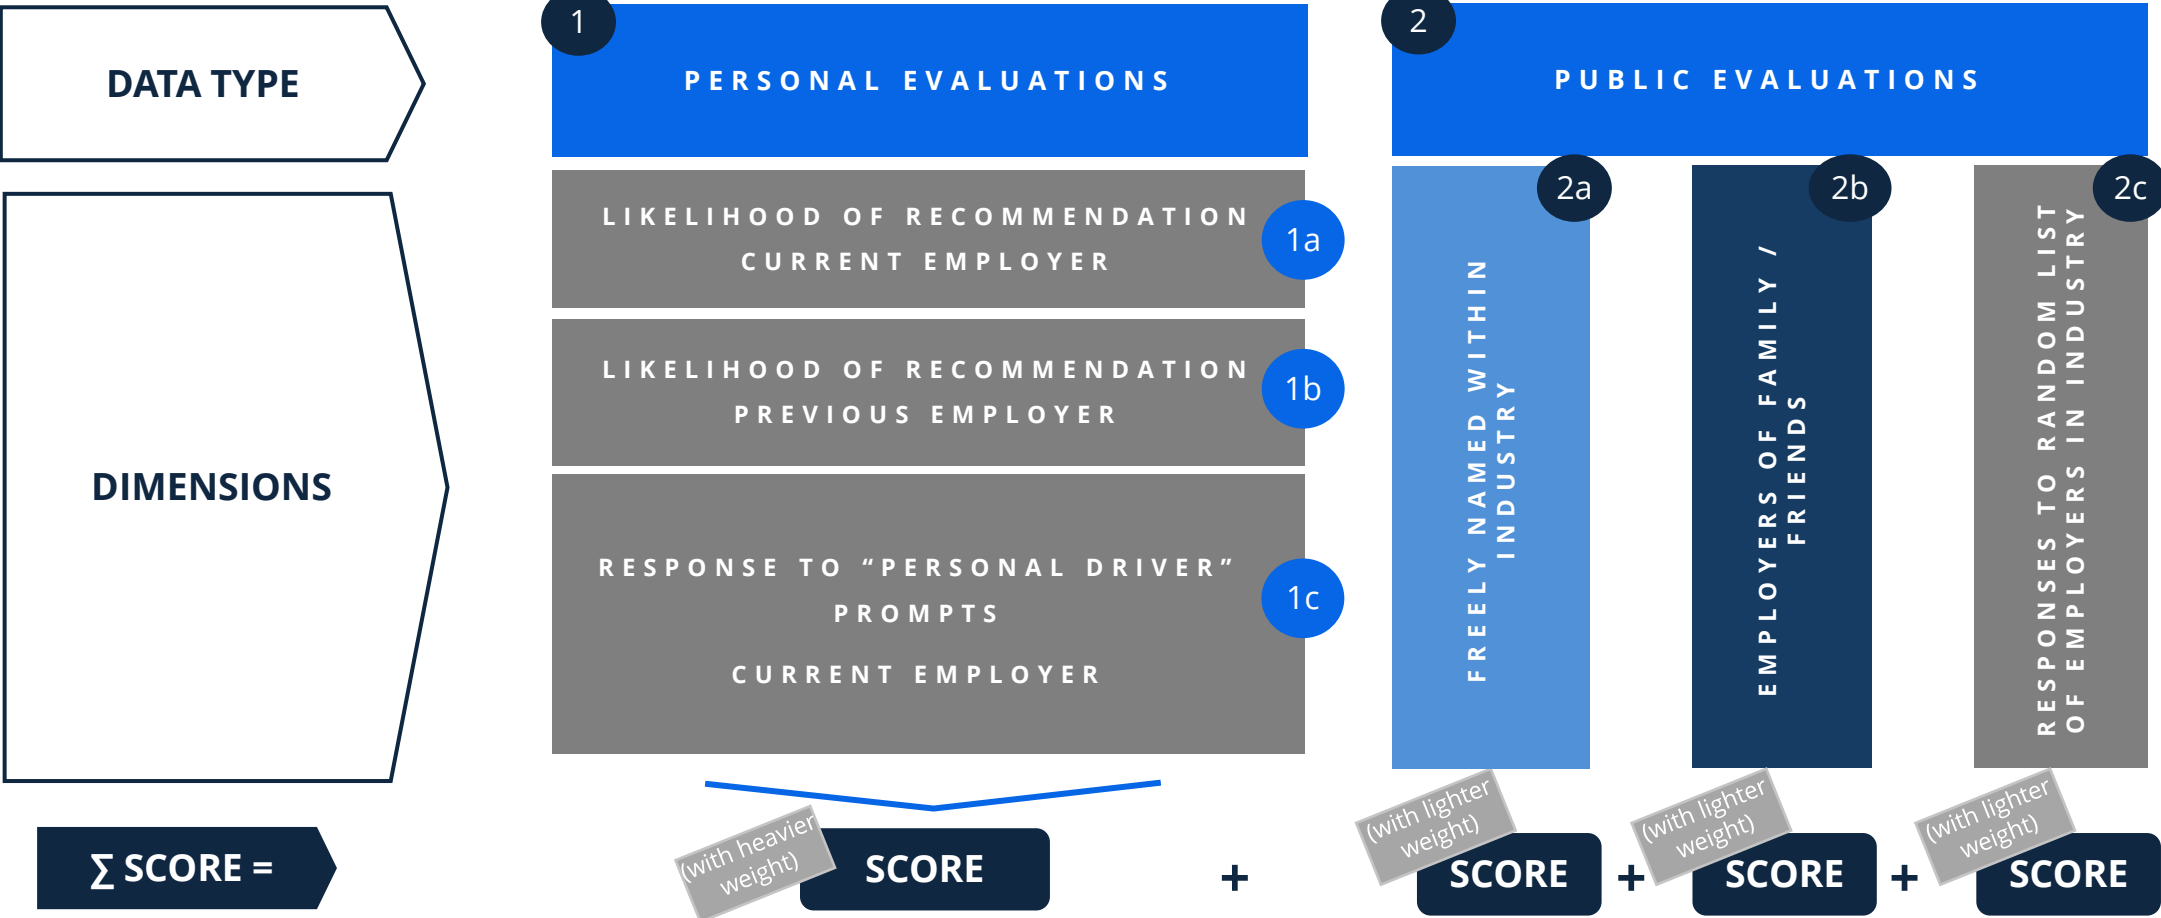 DATA TYPE
1
PERSONAL EVALUATIONS
2
PUBLIC EVALUATIONS
DIMENSIONS
LIKELIHOOD OF RECOMMENDATION
CURRENT EMPLOYER
1a
LIKELIHOOD OF RECOMMENDATION
PREVIOUS EMPLOYER
1b
RESPONSE TO “PERSONAL DRIVER”
PROMPTS
CURRENT EMPLOYER
1c
2a
FREELY NAMED WITHIN
INDUSTRY
2b
EMPLOYERS OF FAMILY /
FRIENDS
2c
RESPONSES TO RANDOM LIST
OF EMPLOYERS IN INDUSTRY
∑ SCORE =
(with heavier
weight)
SCORE
+
(with lighter
weight)
SCORE
+
(with lighter
weight)
SCORE
+
(with lighter
weight)
SCORE